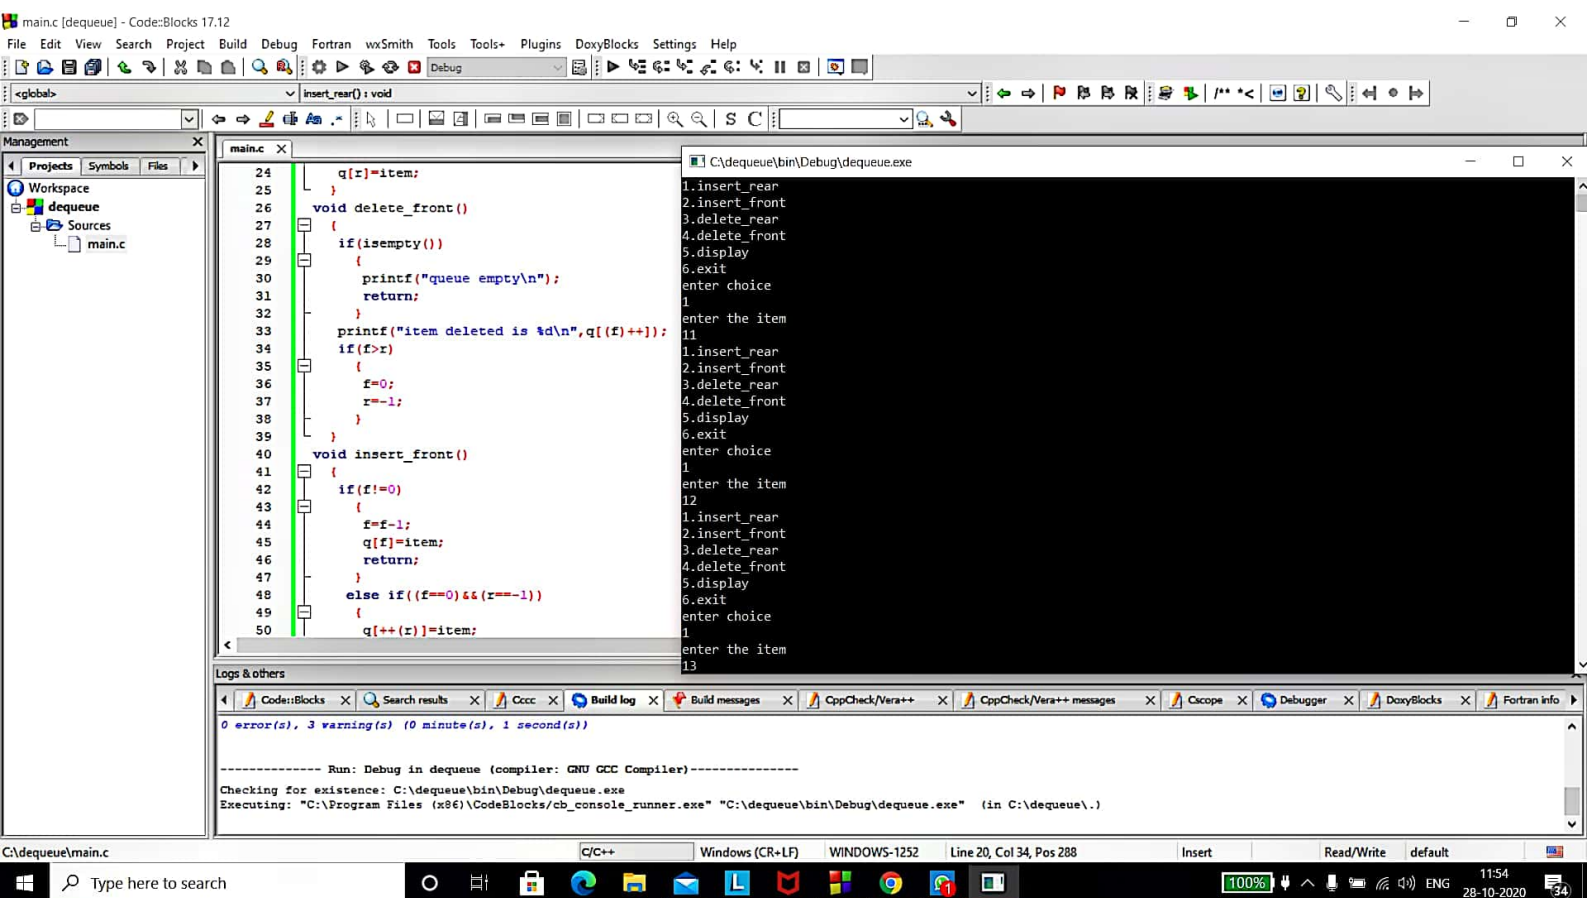 main.c [dequeue] - Code::Blocks 17.12
File Edit View Search Project Build Debug Fortran wxSmith Tools Tools+ Plugins DoxyBlocks Settings Help
Debug
<global> insert_rear() : void
/** *<
S C
Management
main.c
Projects Symbols Files
Workspace
dequeue
Sources
main.c
24 q[r]=item;
25 }
26 void delete_front()
27 {
28 if(isempty())
29 {
30 printf("queue empty\n");
31 return;
32 }
33 printf("item deleted is %d\n",q[(f)++]);
34 if(f>r)
35 {
36 f=0;
37 r=-1;
38 }
39 }
40 void insert_front()
41 {
42 if(f!=0)
43 {
44 f=f-1;
45 q[f]=item;
46 return;
47 }
48 else if((f==0)&&(r==-1))
49 {
50 q[++(r)]=item;
C:\dequeue\bin\Debug\dequeue.exe
1.insert_rear
2.insert_front
3.delete_rear
4.delete_front
5.display
6.exit
enter choice
1
enter the item
11
1.insert_rear
2.insert_front
3.delete_rear
4.delete_front
5.display
6.exit
enter choice
1
enter the item
12
1.insert_rear
2.insert_front
3.delete_rear
4.delete_front
5.display
6.exit
enter choice
1
enter the item
13
Logs & others
Code::Blocks Search results Cccc Build log Build messages CppCheck/Vera++ CppCheck/Vera++ messages Cscope Debugger DoxyBlocks Fortran info
0 error(s), 3 warning(s) (0 minute(s), 1 second(s))
-------------- Run: Debug in dequeue (compiler: GNU GCC Compiler)---------------
Checking for existence: C:\dequeue\bin\Debug\dequeue.exe
Executing: "C:\Program Files (x86)\CodeBlocks/cb_console_runner.exe" "C:\dequeue\bin\Debug\dequeue.exe" (in C:\dequeue\.)
C:\dequeue\main.c C/C++ Windows (CR+LF) WINDOWS-1252 Line 20, Col 34, Pos 288 Insert Read/Write default
Type here to search
L
1
100%
ENG
11:54
28-10-2020
34